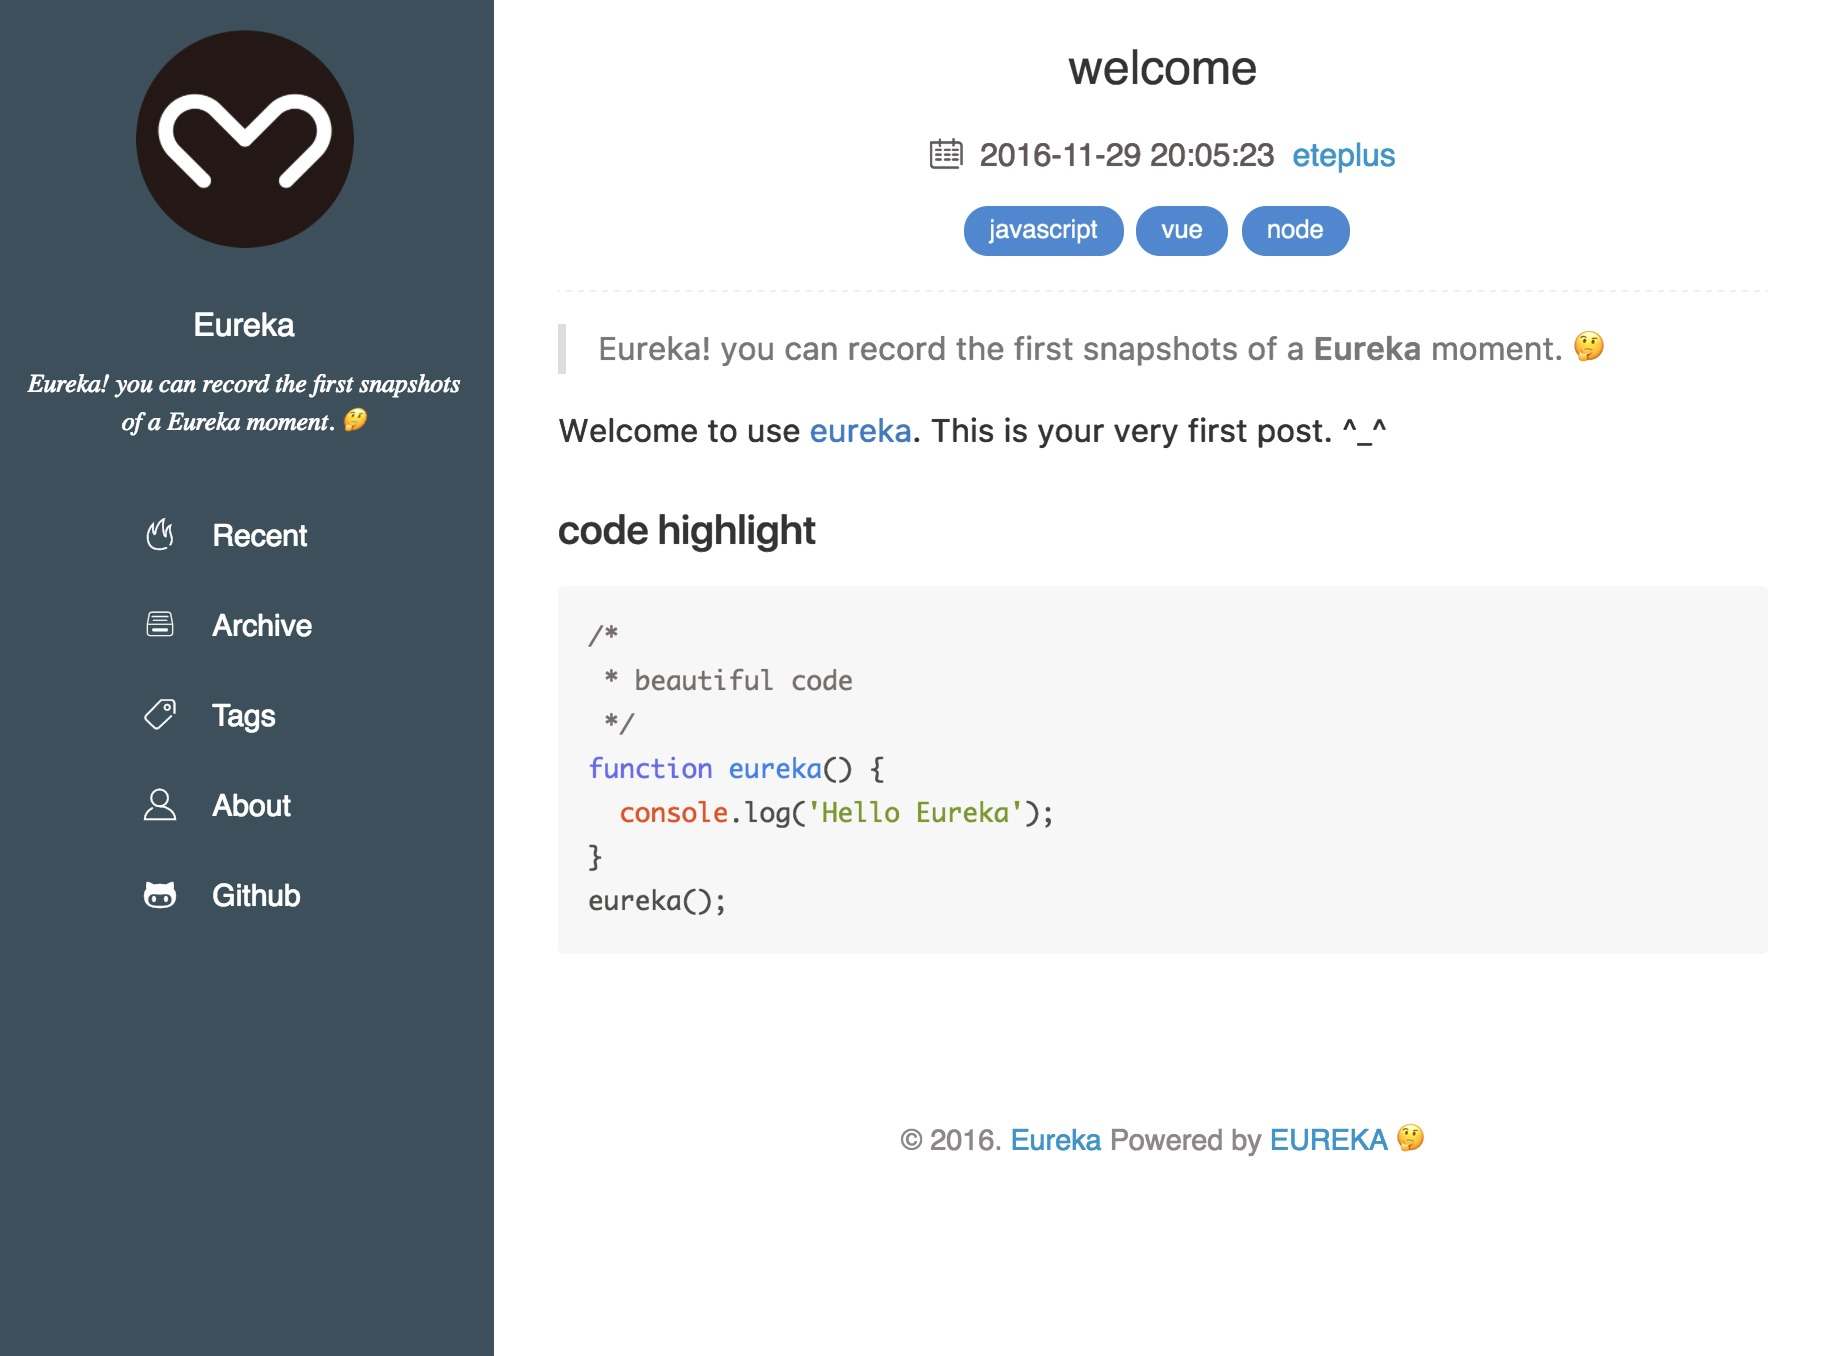 Eureka
Eureka! you can record the first snapshots
of a Eureka moment. 🤔
Recent
Archive
Tags
About
Github
welcome
2016-11-29 20:05:23 eteplus
javascript vue node
Eureka! you can record the first snapshots of a Eureka moment. 🤔
Welcome to use eureka. This is your very first post. ^_^
code highlight
/*
 * beautiful code
 */
function eureka() {
  console.log('Hello Eureka');
}
eureka();
© 2016. Eureka Powered by EUREKA 🤔